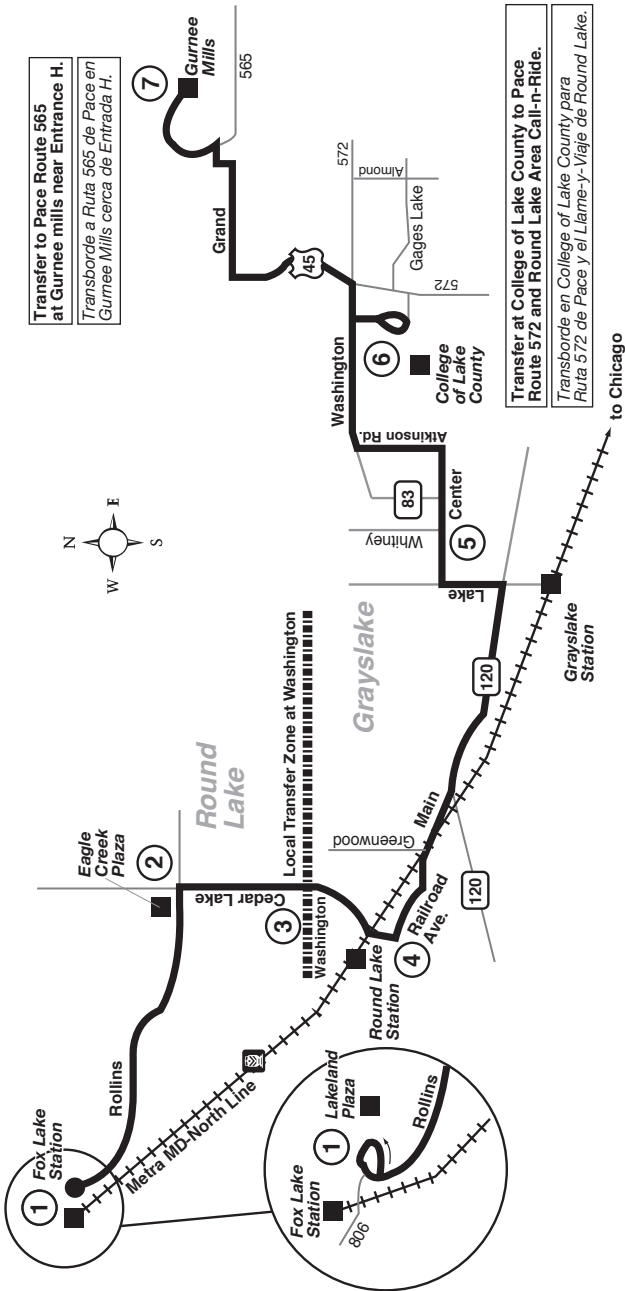 Transfer to Pace Route 565
at Gurnee mills near Entrance H.
Transborde a Ruta 565 de Pace en
Gurnee Mills cerca de Entrada H.
7
Gurnee
Mills
565
Grand
45
572
Almond
Gages Lake
572
Washington
6
College
of Lake
County
Atkinson Rd.
83
Center
Whitney
5
Lake
N
E
S
W
Transfer at College of Lake County to Pace
Route 572 and Round Lake Area Call-n-Ride.
Transborde en College of Lake County para
Ruta 572 de Pace y el Llame-y-Viaje de Round Lake.
to Chicago
Grayslake
Station
120
Grayslake
Local Transfer Zone at Washington
Round
Lake
Greenwood
Main
120
Eagle
Creek
Plaza
2
Cedar Lake
3
Washington
Railroad
Ave.
4
Round Lake
Station
Rollins
Metra MD-North Line
1
Fox Lake
Station
1
Lakeland
Plaza
Rollins
Fox Lake
Station
806